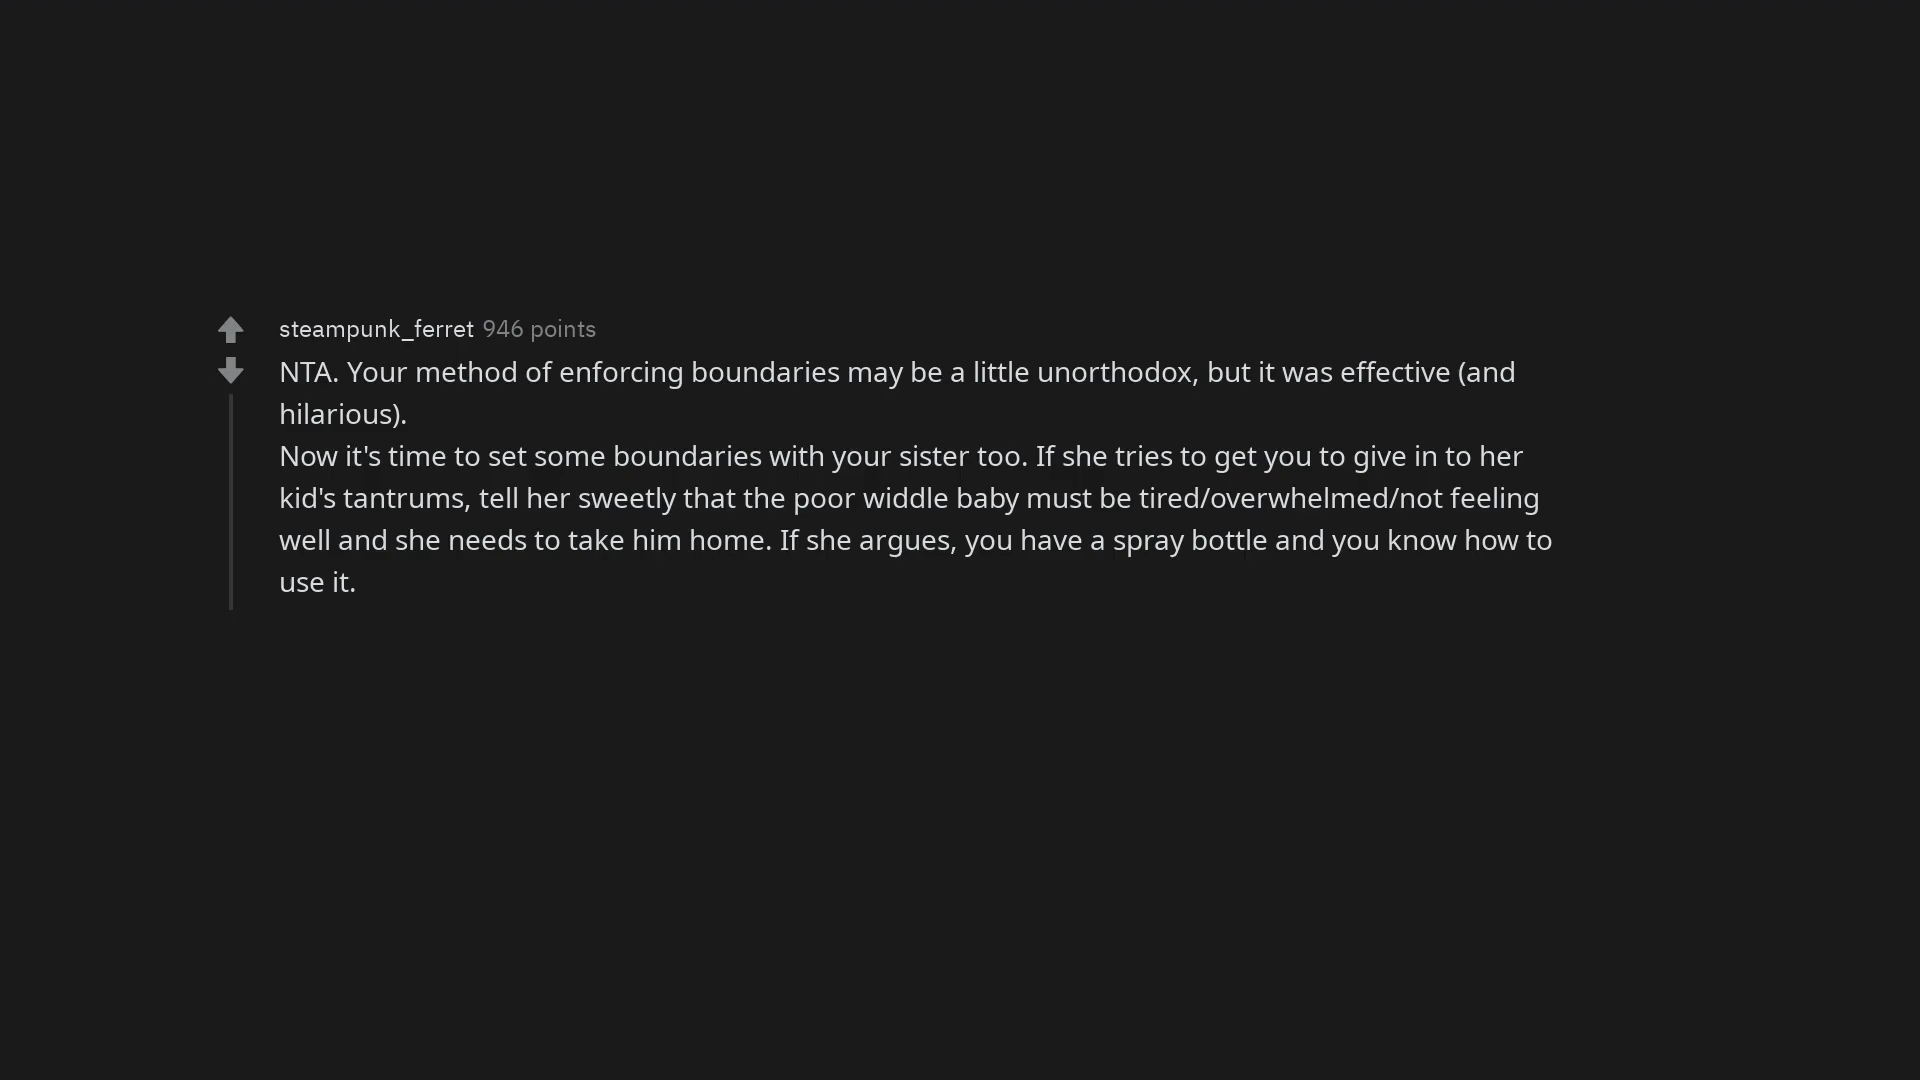 steampunk_ferret 946 points
NTA. Your method of enforcing boundaries may be a little unorthodox, but it was effective (and
hilarious).
Now it's time to set some boundaries with your sister too. If she tries to get you to give in to her
kid's tantrums, tell her sweetly that the poor widdle baby must be tired/overwhelmed/not feeling
well and she needs to take him home. If she argues, you have a spray bottle and you know how to
use it.